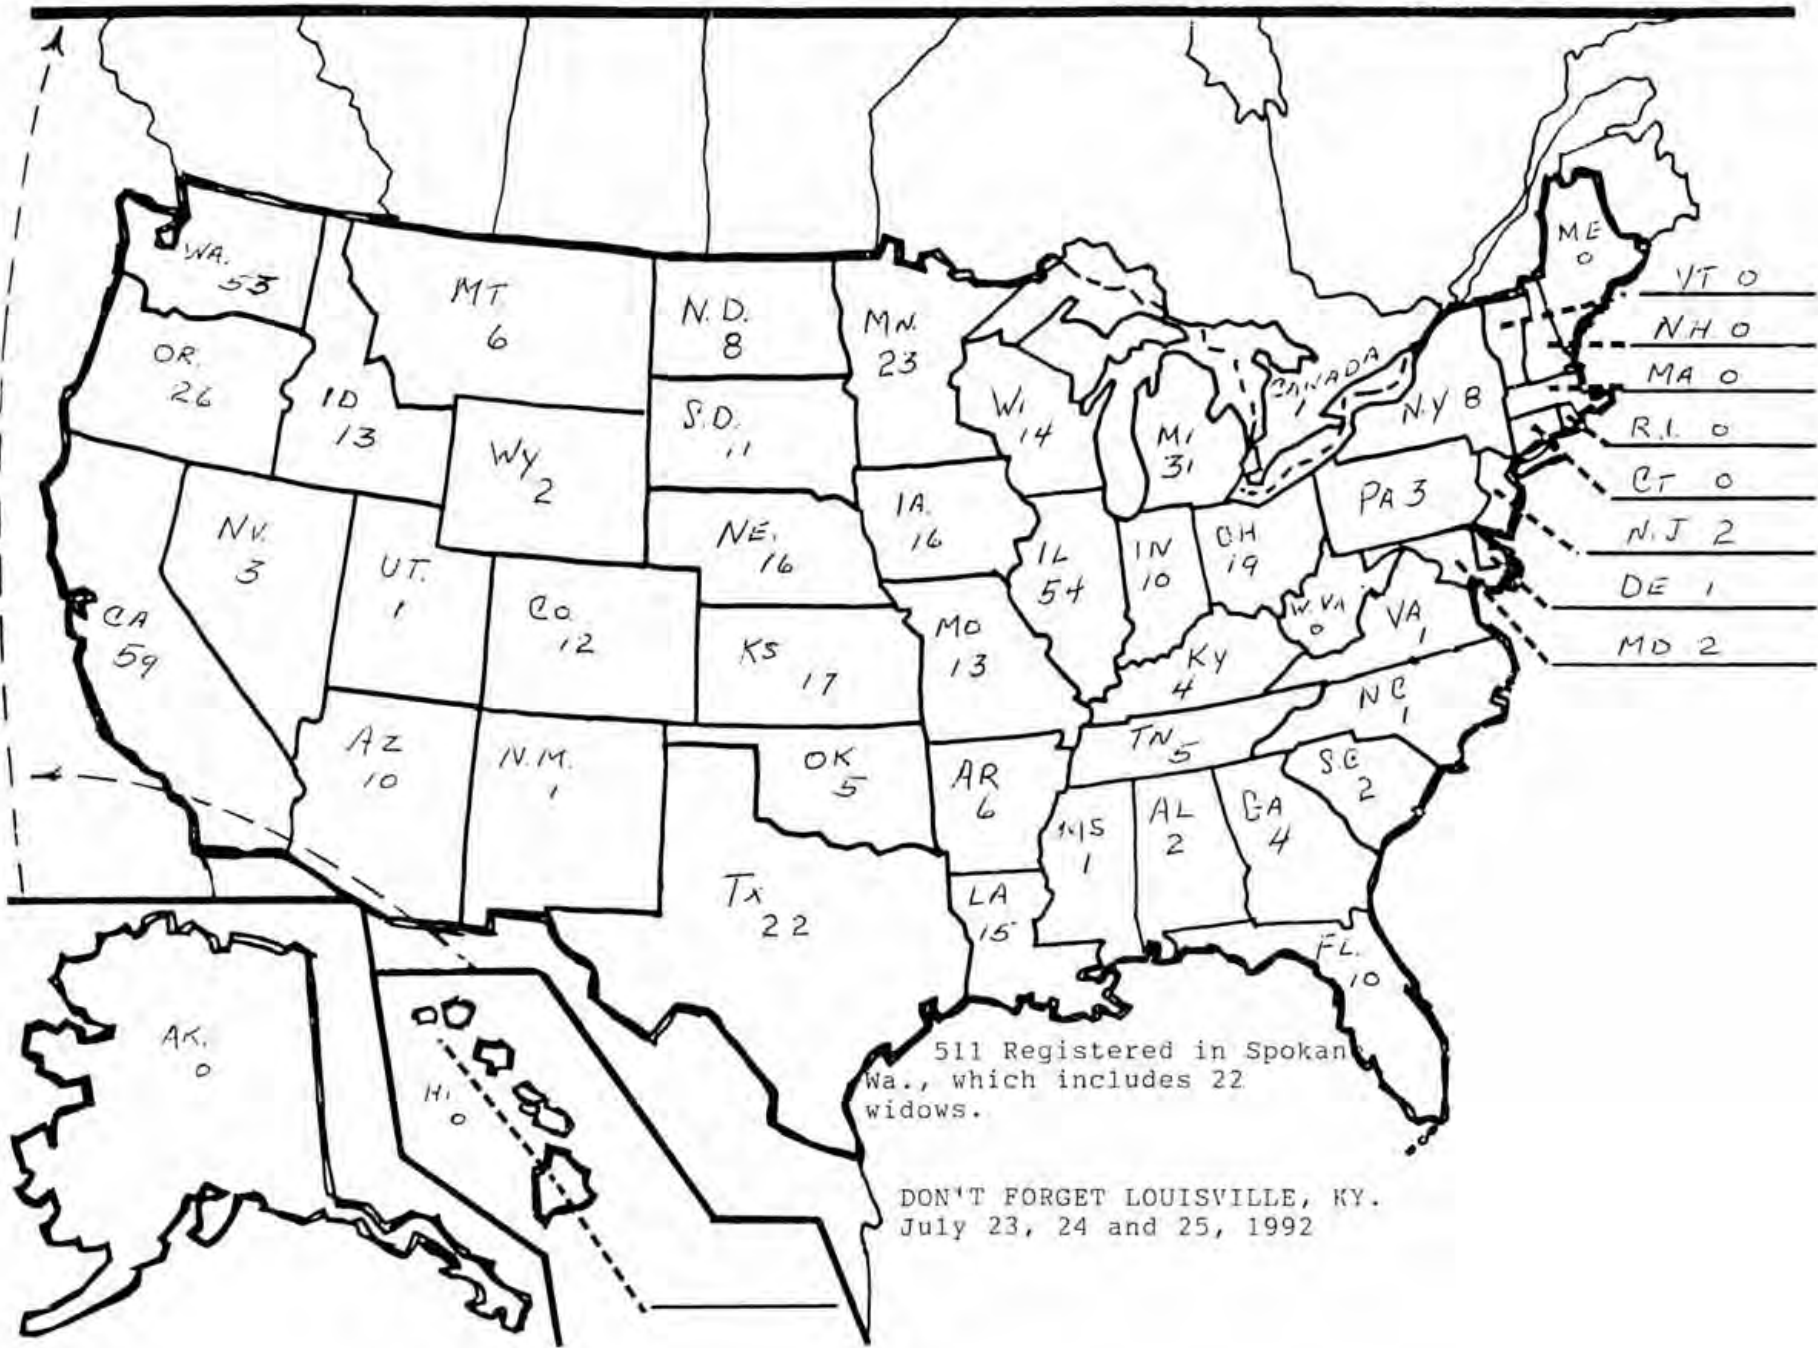 WA.
53
MT.
6
N.D.
8
MN.
23
ME
0
VT 0
N.H. 0
MA 0
R.I. 0
CT 0
N.J 2
DE 1
MD 2
OR.
26
ID
13
WY
2
S.D.
11
WI
14
MI
31
CANADA
1
N.Y 8
PA 3
NV.
3
UT.
1
CO.
12
NE.
16
IA.
16
IL
54
IN
10
OH
19
W.VA
0
VA
1
CA
59
KS
17
MO
13
KY
4
NC
1
AZ
10
N.M.
1
OK
5
AR
6
TN 5
S.C
2
TX
22
LA
15
MS
1
AL
2
GA
4
FL.
10
AK.
0
HI
0
511 Registered in Spokan
Wa., which includes 22
widows.
DON'T FORGET LOUISVILLE, KY.
July 23, 24 and 25, 1992